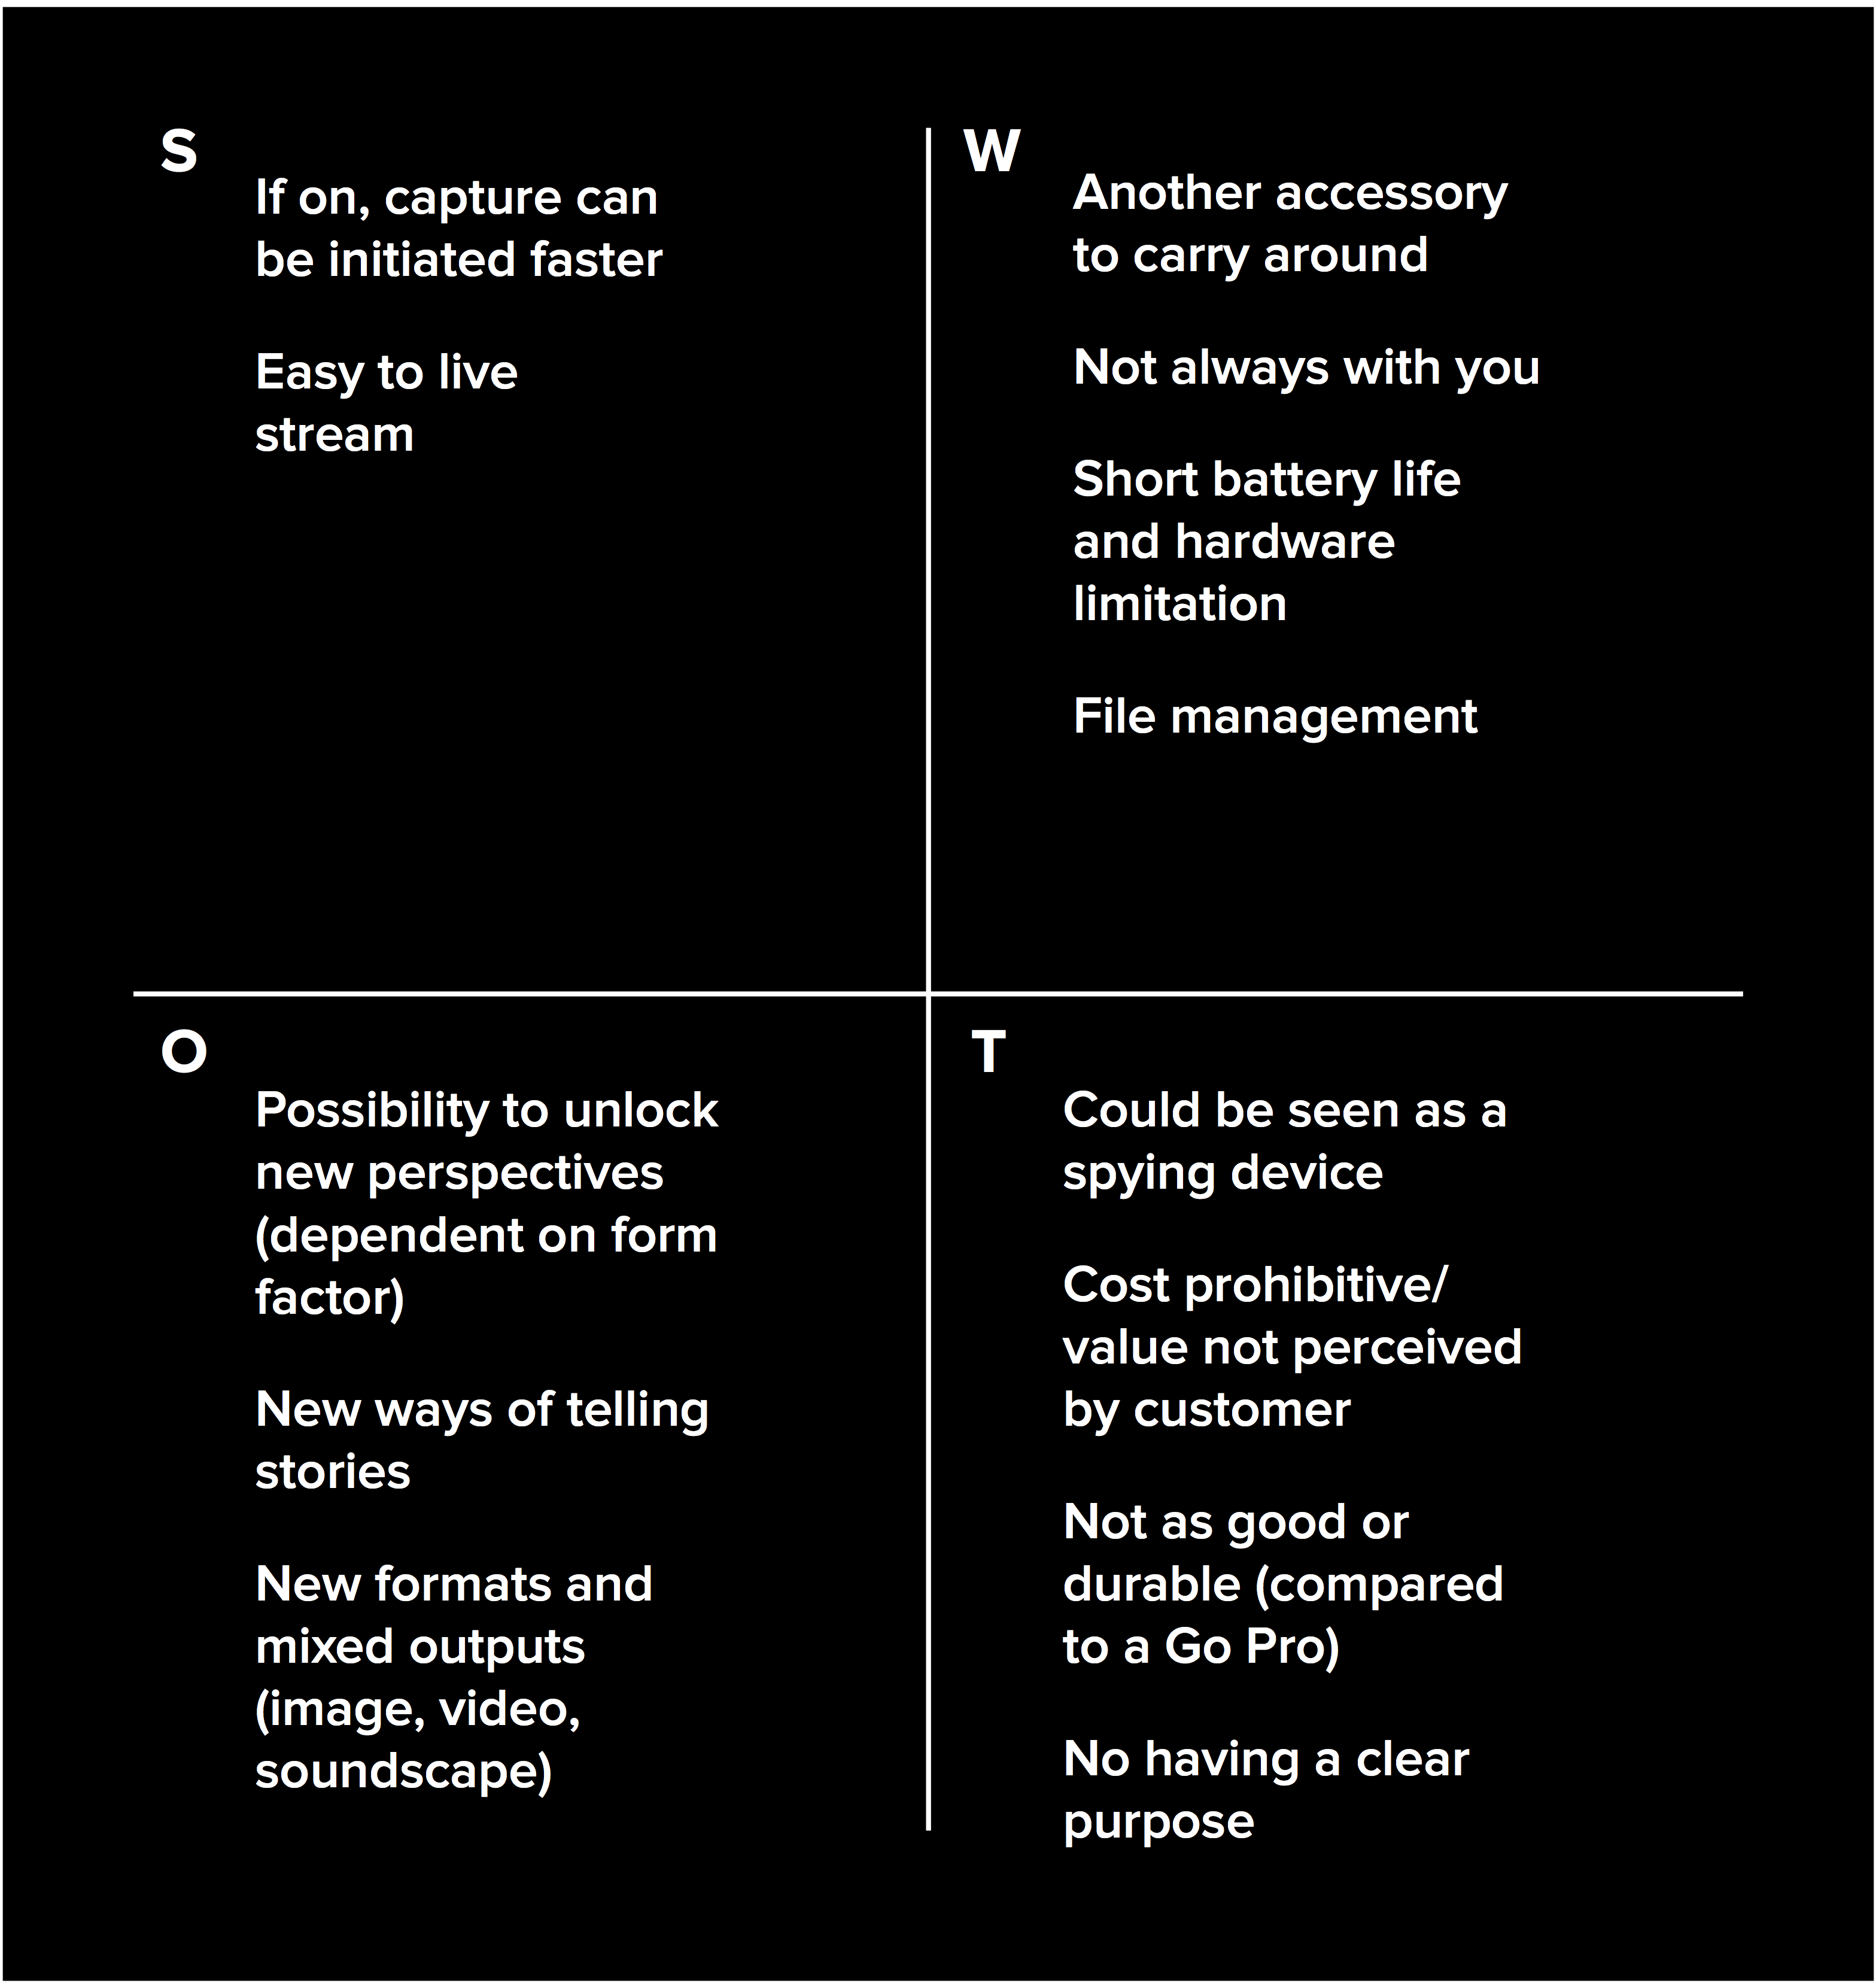 S
If on, capture can
be initiated faster
Easy to live
stream
W
Another accessory
to carry around
Not always with you
Short battery life
and hardware
limitation
File management
O
Possibility to unlock
new perspectives
(dependent on form
factor)
New ways of telling
stories
New formats and
mixed outputs
(image, video,
soundscape)
T
Could be seen as a
spying device
Cost prohibitive/
value not perceived
by customer
Not as good or
durable (compared
to a Go Pro)
No having a clear
purpose